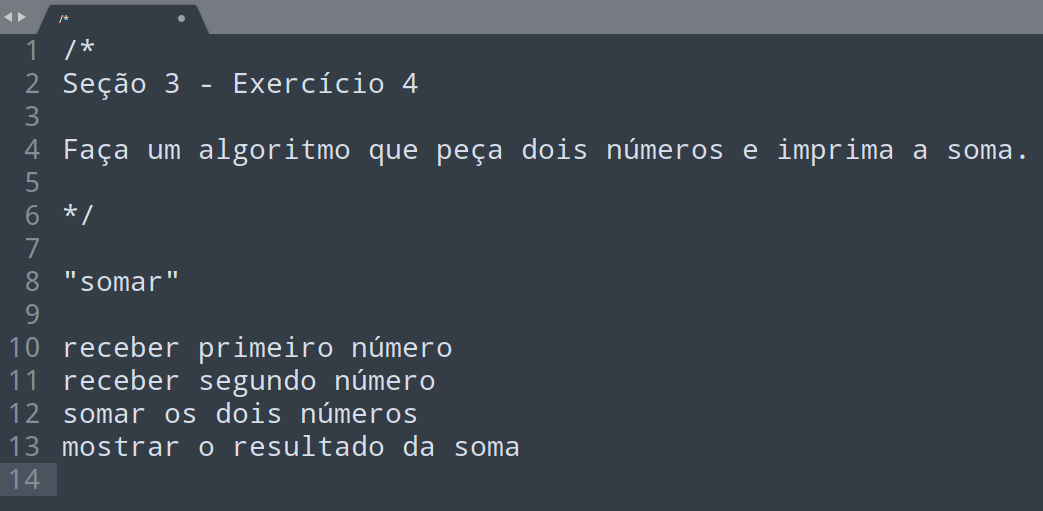 /*
1 /*
2 Seção 3 - Exercício 4
3
4 Faça um algoritmo que peça dois números e imprima a soma.
5
6 */
7
8 "somar"
9
10 receber primeiro número
11 receber segundo número
12 somar os dois números
13 mostrar o resultado da soma
14